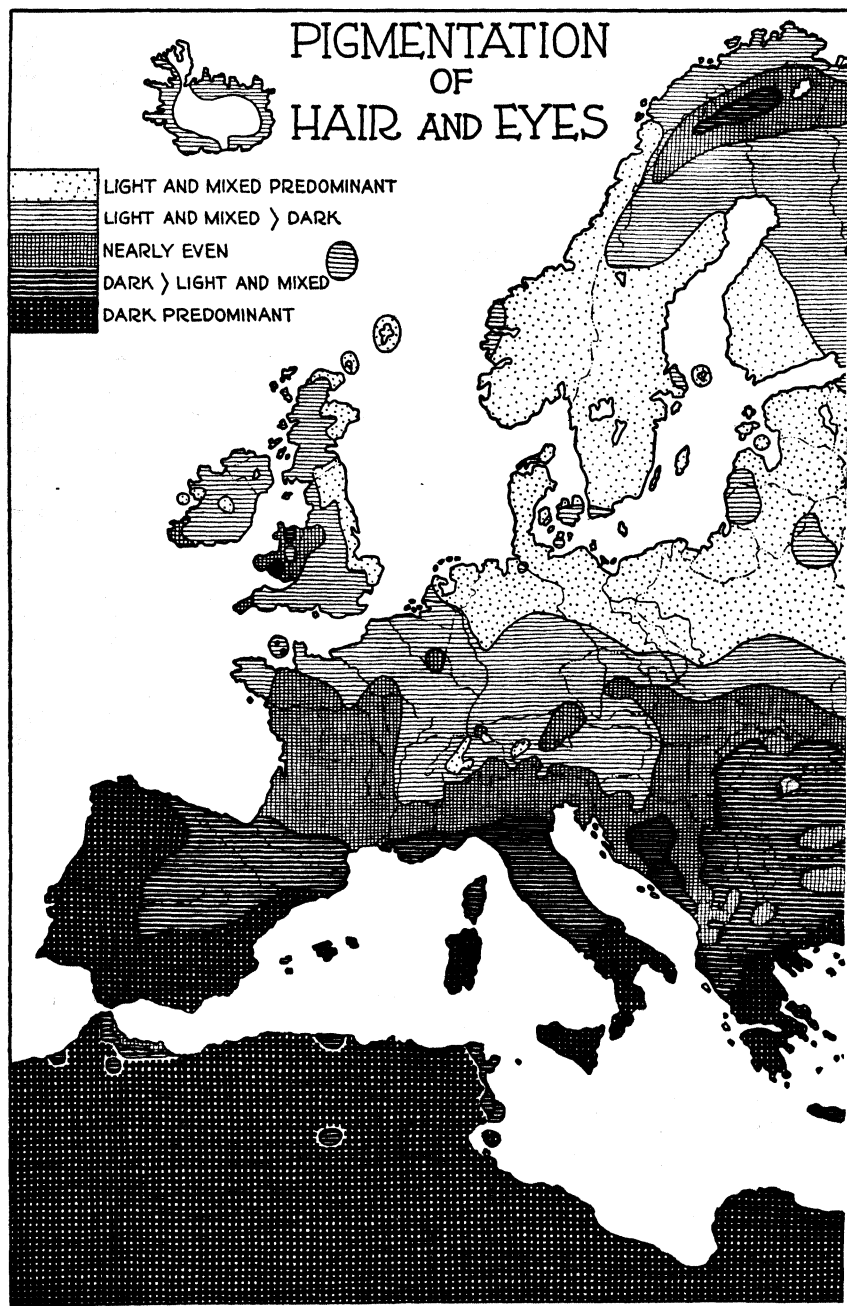 PIGMENTATION
OF
HAIR AND EYES
LIGHT AND MIXED PREDOMINANT
LIGHT AND MIXED > DARK
NEARLY EVEN
DARK > LIGHT AND MIXED
DARK PREDOMINANT